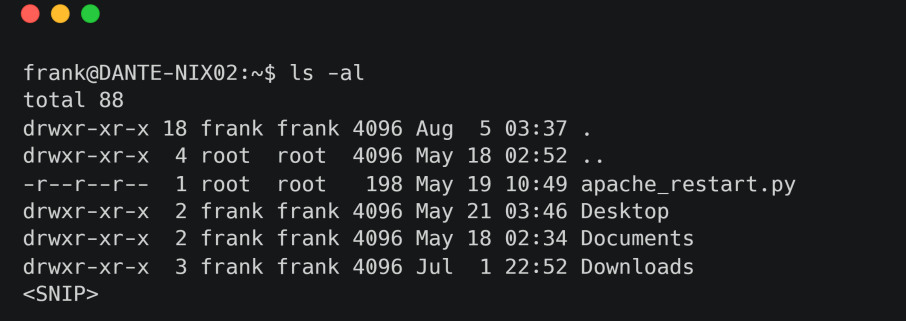 frank@DANTE-NIX02:~$ ls -al
total 88
drwxr-xr-x 18 frank frank 4096 Aug  5 03:37 .
drwxr-xr-x  4 root  root  4096 May 18 02:52 ..
-r--r--r--  1 root  root   198 May 19 10:49 apache_restart.py
drwxr-xr-x  2 frank frank 4096 May 21 03:46 Desktop
drwxr-xr-x  2 frank frank 4096 May 18 02:34 Documents
drwxr-xr-x  3 frank frank 4096 Jul  1 22:52 Downloads
<SNIP>